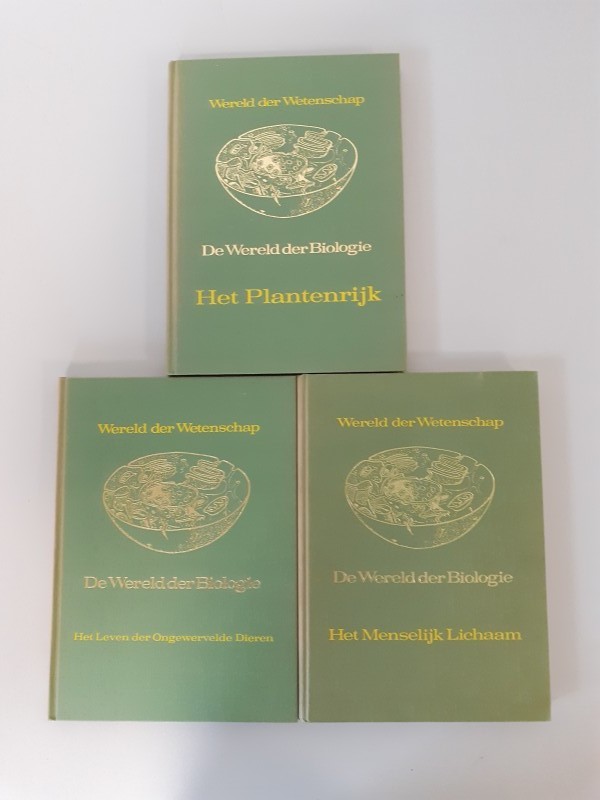 Wereld der Wetenschap
De Wereld der Biologie
Het Plantenrijk
Wereld der Wetenschap
De Wereld der Biologie
Het Leven der Ongewervelde Dieren
Wereld der Wetenschap
De Wereld der Biologie
Het Menselijk Lichaam